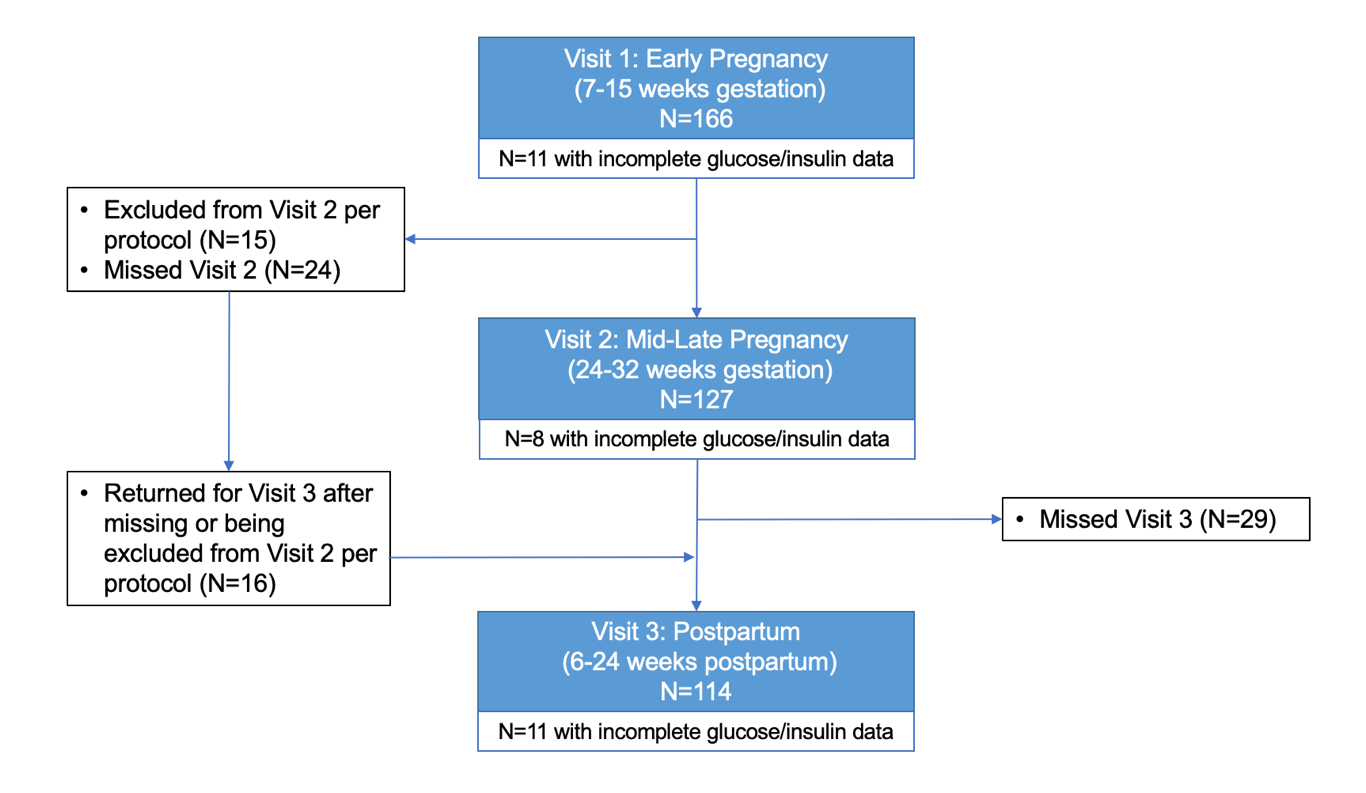 Visit 1: Early Pregnancy
(7-15 weeks gestation)
N=166
N=11 with incomplete glucose/insulin data
• Excluded from Visit 2 per
protocol (N=15)
• Missed Visit 2 (N=24)
Visit 2: Mid-Late Pregnancy
(24-32 weeks gestation)
N=127
N=8 with incomplete glucose/insulin data
• Returned for Visit 3 after
missing or being
excluded from Visit 2 per
protocol (N=16)
• Missed Visit 3 (N=29)
Visit 3: Postpartum
(6-24 weeks postpartum)
N=114
N=11 with incomplete glucose/insulin data